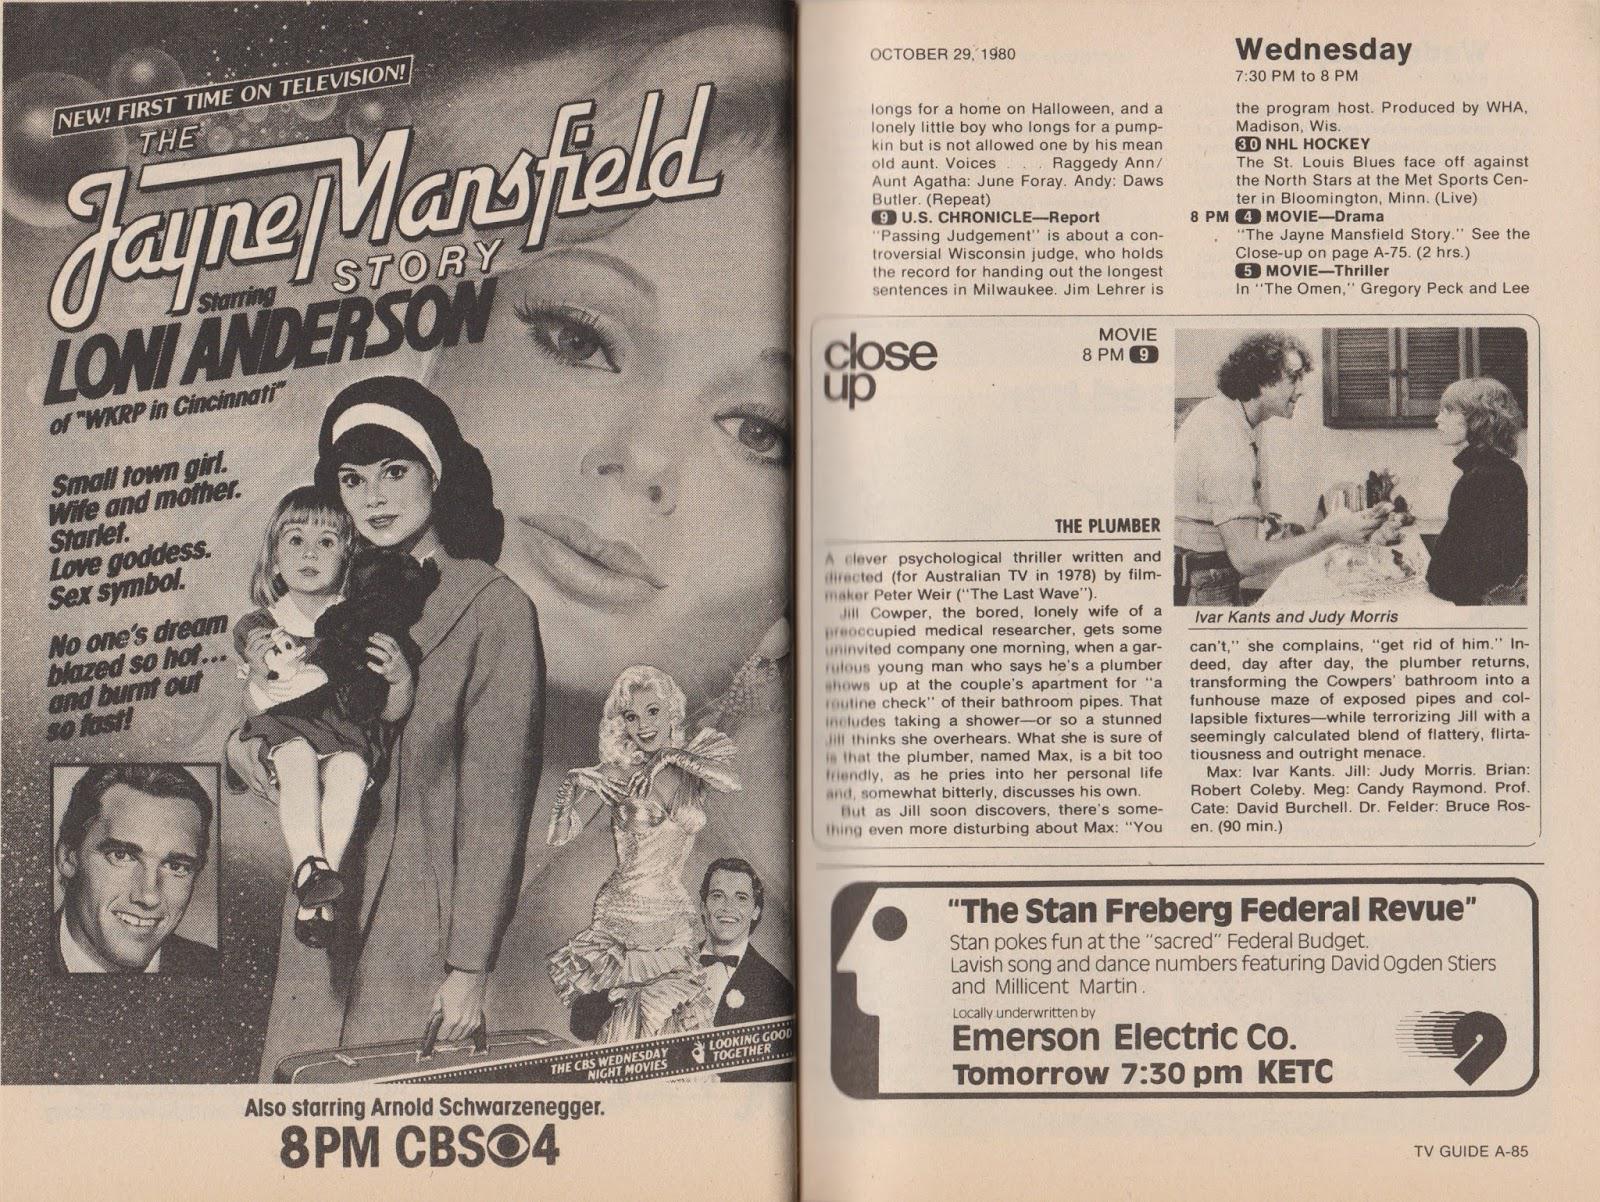 NEW! FIRST TIME ON TELEVISION!
THE
Jayne Mansfield
STORY
Starring
LONI ANDERSON
of "WKRP in Cincinnati"
Small town girl.
Wife and mother.
Starlet.
Love goddess.
Sex symbol.
No one's dream
blazed so hot...
and burnt out
so fast!
THE CBS WEDNESDAY
NIGHT MOVIES
LOOKING GOOD
TOGETHER
Also starring Arnold Schwarzenegger.
8PM CBS 4
OCTOBER 29, 1980
Wednesday
7:30 PM to 8 PM
longs for a home on Halloween, and a
lonely little boy who longs for a pump-
kin but is not allowed one by his mean
old aunt. Voices . . . Raggedy Ann/
Aunt Agatha: June Foray. Andy: Daws
Butler. (Repeat)
9 U.S. CHRONICLE—Report
"Passing Judgement" is about a con-
troversial Wisconsin judge, who holds
the record for handing out the longest
sentences in Milwaukee. Jim Lehrer is
the program host. Produced by WHA,
Madison, Wis.
30 NHL HOCKEY
The St. Louis Blues face off against
the North Stars at the Met Sports Cen-
ter in Bloomington, Minn. (Live)
8 PM 4 MOVIE—Drama
"The Jayne Mansfield Story." See the
Close-up on page A-75. (2 hrs.)
5 MOVIE—Thriller
In "The Omen," Gregory Peck and Lee
close
up
MOVIE
8 PM 9
THE PLUMBER
A clever psychological thriller written and
directed (for Australian TV in 1978) by film-
maker Peter Weir ("The Last Wave").
Jill Cowper, the bored, lonely wife of a
preoccupied medical researcher, gets some
uninvited company one morning, when a gar-
rulous young man who says he's a plumber
shows up at the couple's apartment for "a
routine check" of their bathroom pipes. That
includes taking a shower—or so a stunned
Jill thinks she overhears. What she is sure of
is that the plumber, named Max, is a bit too
friendly, as he pries into her personal life
and, somewhat bitterly, discusses his own.
But as Jill soon discovers, there's some-
thing even more disturbing about Max: "You
Ivar Kants and Judy Morris
can't," she complains, "get rid of him." In-
deed, day after day, the plumber returns,
transforming the Cowpers' bathroom into a
funhouse maze of exposed pipes and col-
lapsible fixtures—while terrorizing Jill with a
seemingly calculated blend of flattery, flirta-
tiousness and outright menace.
Max: Ivar Kants. Jill: Judy Morris. Brian:
Robert Coleby. Meg: Candy Raymond. Prof.
Cate: David Burchell. Dr. Felder: Bruce Ros-
en. (90 min.)
"The Stan Freberg Federal Revue"
Stan pokes fun at the "sacred" Federal Budget.
Lavish song and dance numbers featuring David Ogden Stiers
and Millicent Martin.
Locally underwritten by
Emerson Electric Co.
Tomorrow 7:30 pm KETC
9
TV GUIDE A-85